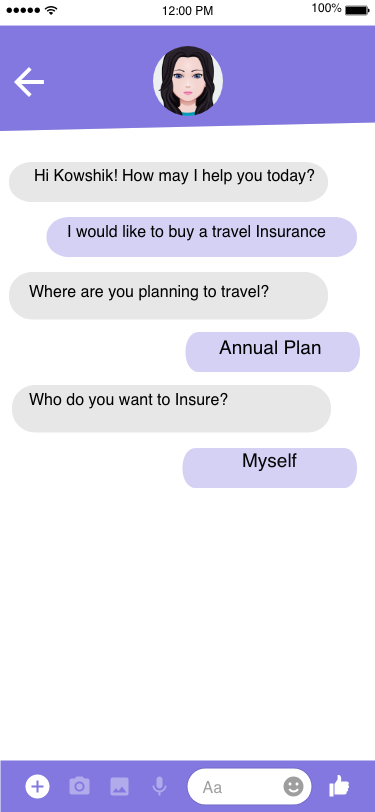 12:00 PM
100%
Hi Kowshik! How may I help you today?
I would like to buy a travel Insurance
Where are you planning to travel?
Annual Plan
Who do you want to Insure?
Myself
Aa